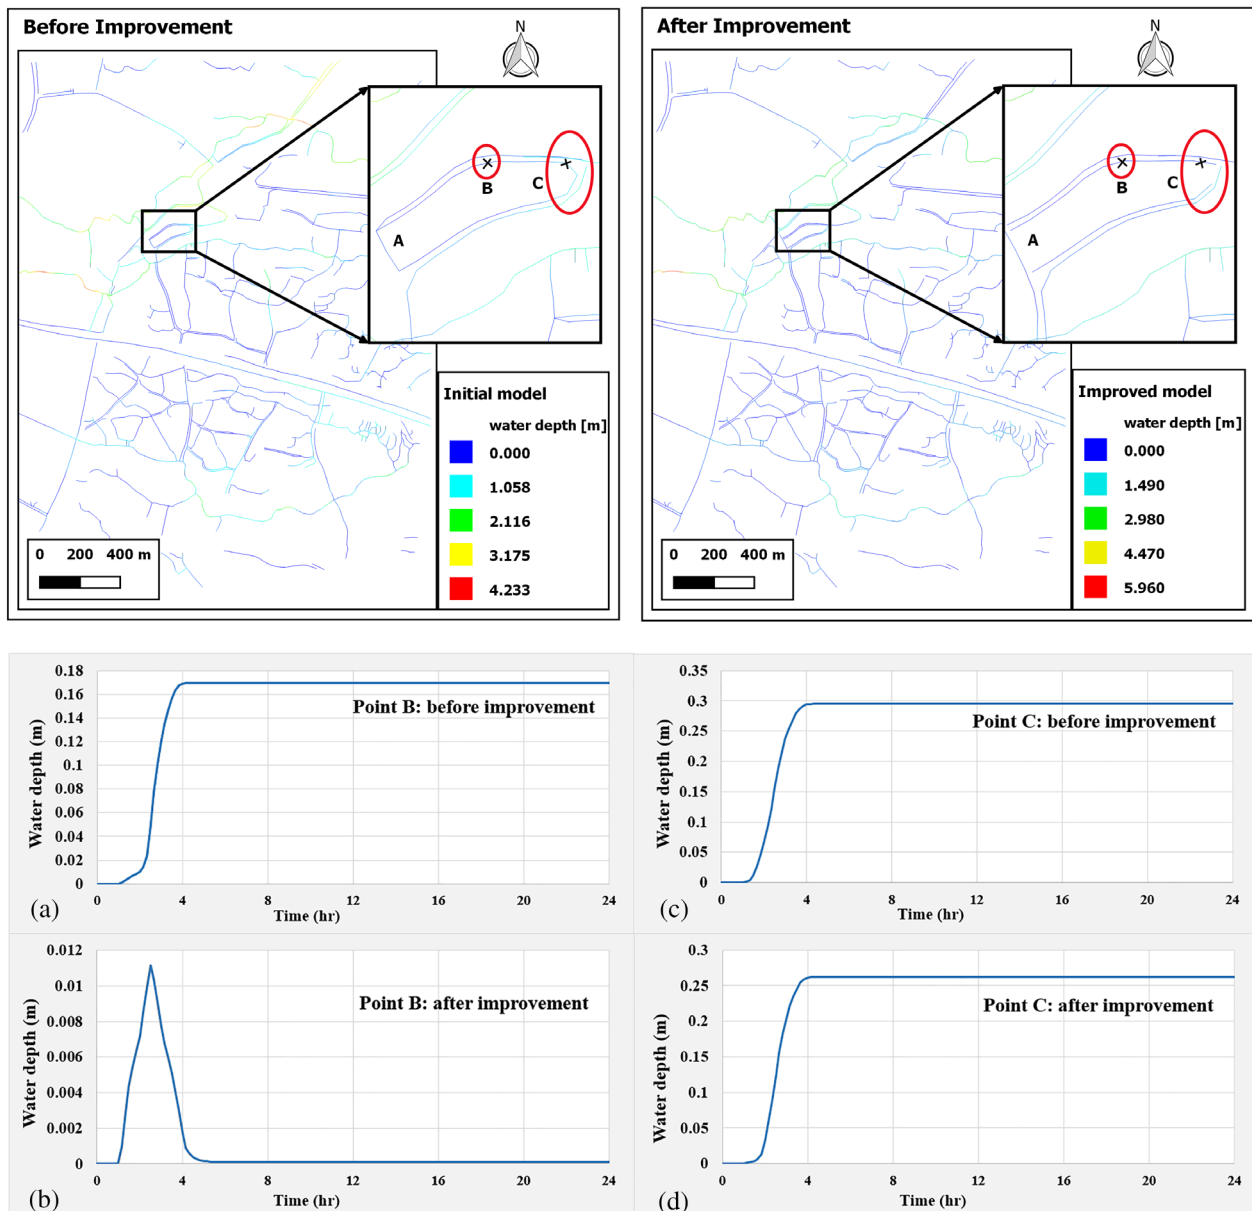 Before Improvement
N
A
B
C
Initial model
water depth [m]
0.000
1.058
2.116
3.175
4.233
0 200 400 m
After Improvement
N
A
B
C
Improved model
water depth [m]
0.000
1.490
2.980
4.470
5.960
0 200 400 m
Point B: before improvement
Water depth (m)
0.18
0.16
0.14
0.12
0.1
0.08
0.06
0.04
0.02
0
0 4 8 12 16 20 24
Time (hr)
(a)
Point C: before improvement
Water depth (m)
0.35
0.3
0.25
0.2
0.15
0.1
0.05
0
0 4 8 12 16 20 24
Time (hr)
(c)
Point B: after improvement
Water depth (m)
0.012
0.01
0.008
0.006
0.004
0.002
0
0 4 8 12 16 20 24
Time (hr)
(b)
Point C: after improvement
Water depth (m)
0.3
0.25
0.2
0.15
0.1
0.05
0
0 4 8 12 16 20 24
Time (hr)
(d)